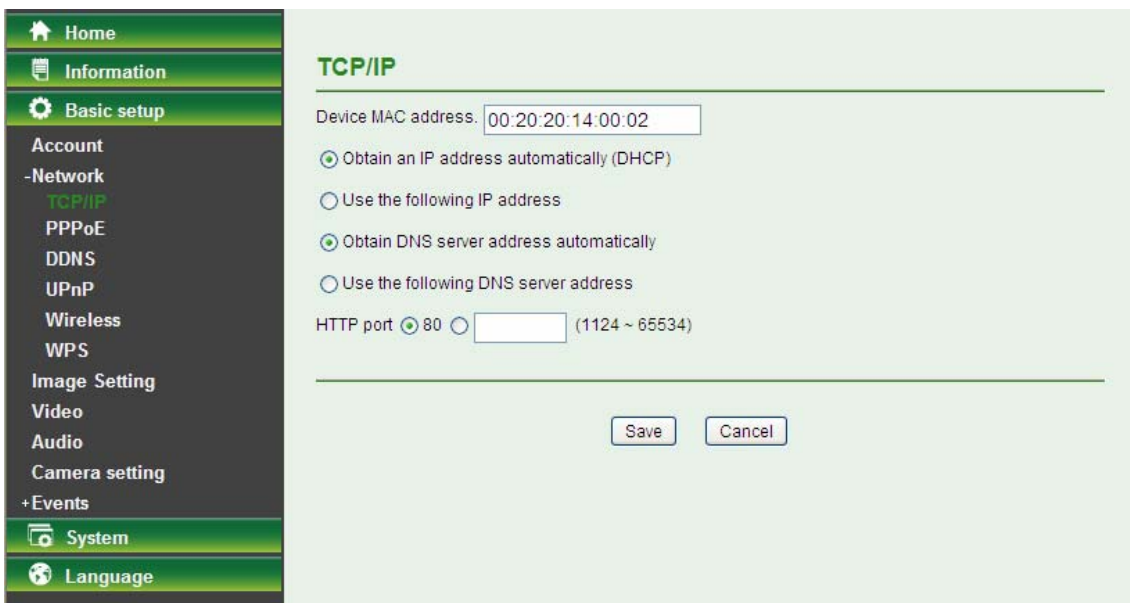 Home
Information
Basic setup
Account
-Network
TCP/IP
PPPoE
DDNS
UPnP
Wireless
WPS
Image Setting
Video
Audio
Camera setting
+Events
System
Language
TCP/IP
Device MAC address. 00:20:20:14:00:02
Obtain an IP address automatically (DHCP)
Use the following IP address
Obtain DNS server address automatically
Use the following DNS server address
HTTP port 80 (1124 ~ 65534)
Save Cancel